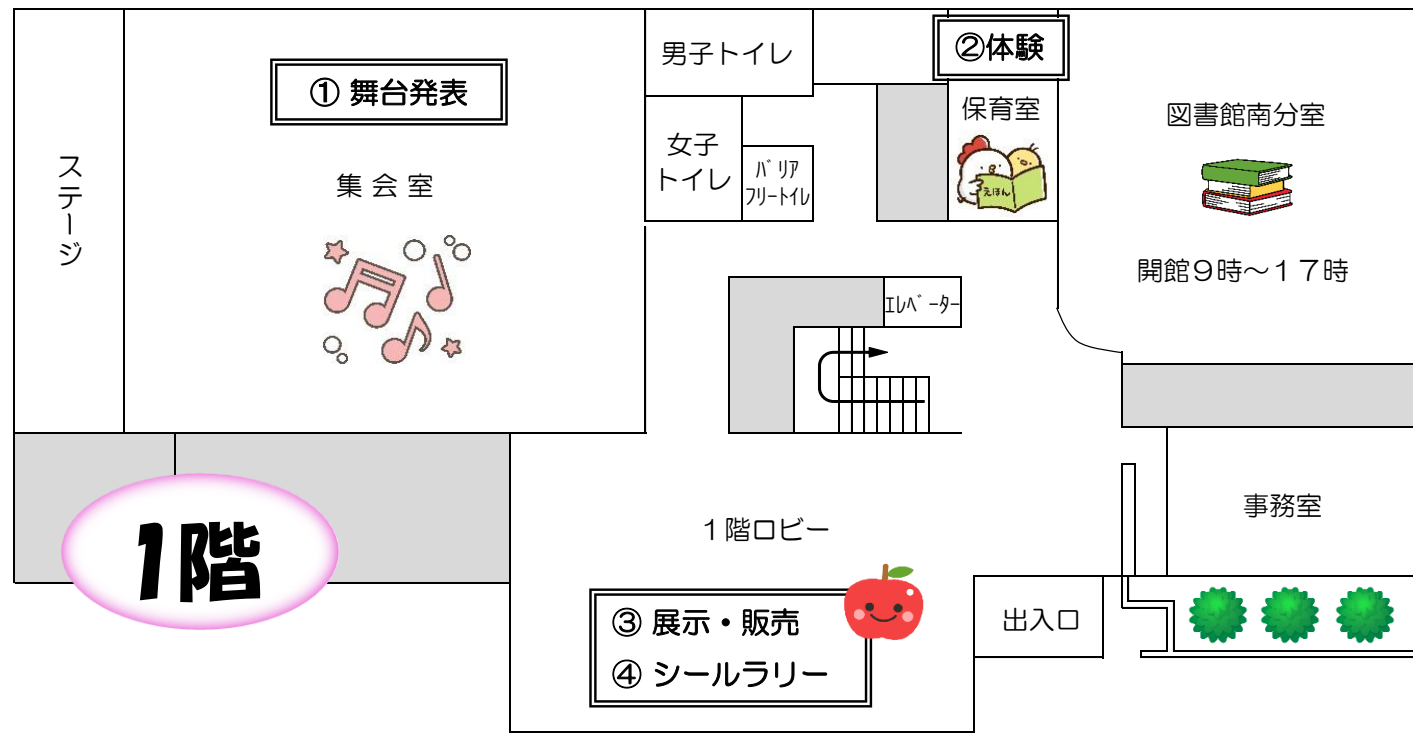 ① 舞台発表
集会室
ステージ
男子トイレ
女子
トイレ
ﾊﾞﾘｱ
ﾌﾘｰﾄｲﾚ
②体験
保育室
えほん
図書館南分室
開館9時～17時
ｴﾚﾍﾞｰﾀｰ
1階
1階ロビー
③ 展示・販売
④ シールラリー
出入口
事務室